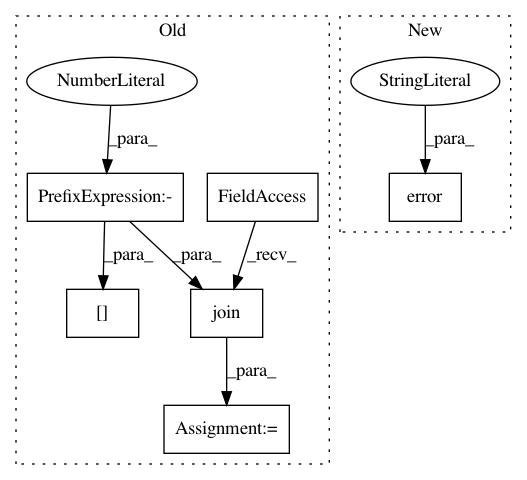 Old
New
NumberLiteral
StringLiteral
_para_
_para_
PrefixExpression:-
FieldAccess
error
_para_
_para_
_recv_
[]
join
_para_
Assignment:=